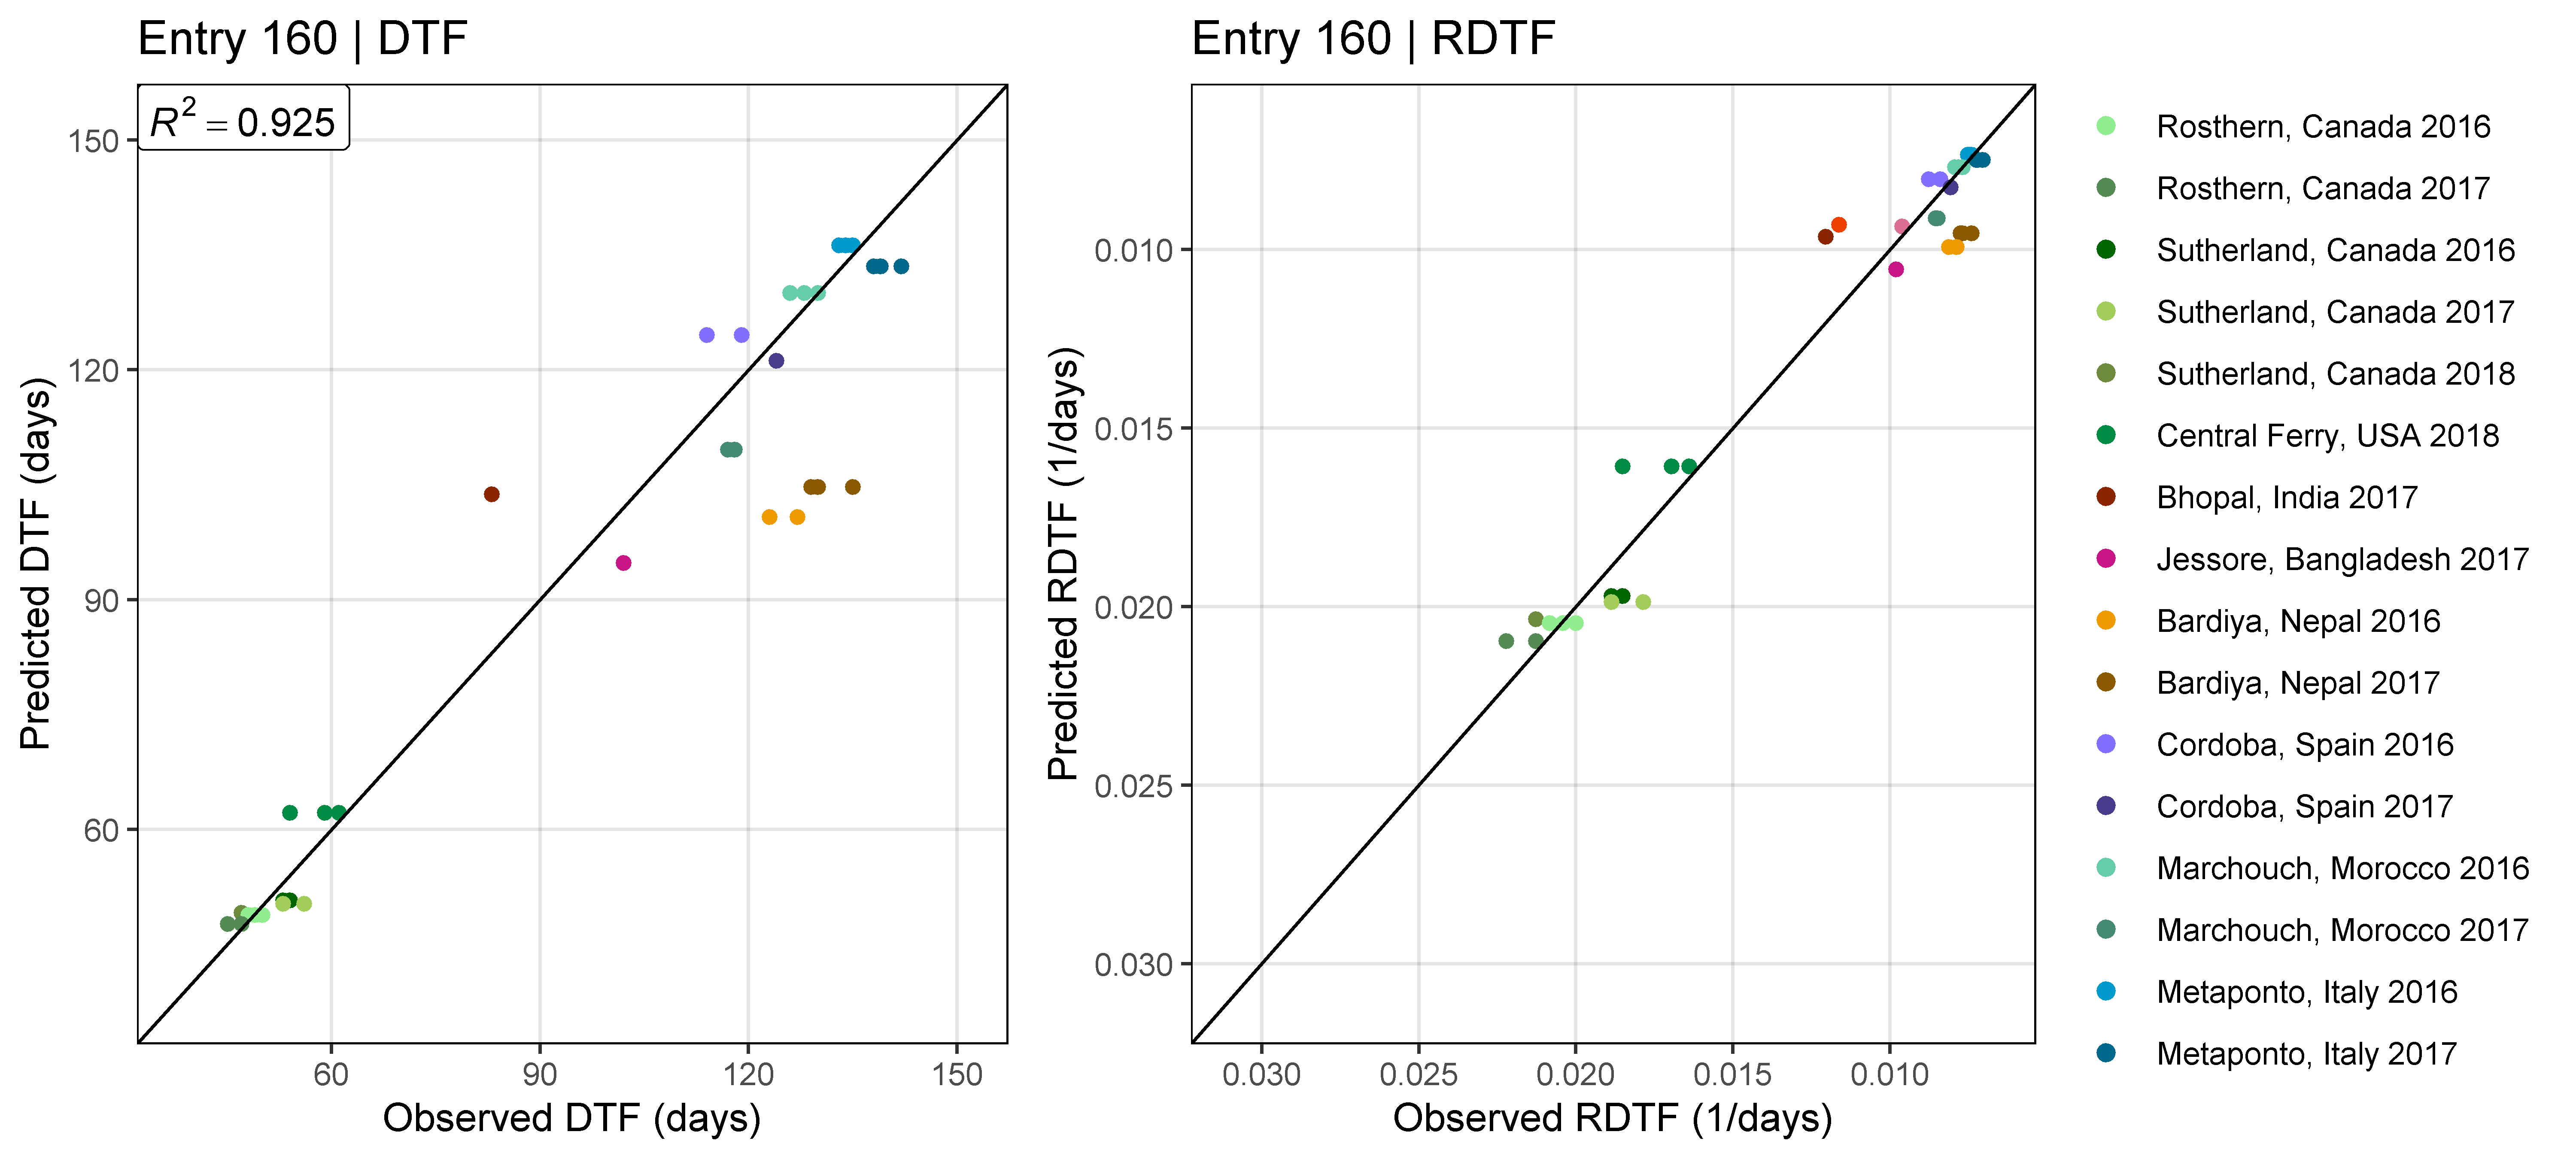 Entry 160 | DTF
R² = 0.925
Predicted DTF (days)
150
120
90
60
60 90 120 150
Observed DTF (days)
Entry 160 | RDTF
Predicted RDTF (1/days)
0.010
0.015
0.020
0.025
0.030
0.030 0.025 0.020 0.015 0.010
Observed RDTF (1/days)
Rosthern, Canada 2016
Rosthern, Canada 2017
Sutherland, Canada 2016
Sutherland, Canada 2017
Sutherland, Canada 2018
Central Ferry, USA 2018
Bhopal, India 2017
Jessore, Bangladesh 2017
Bardiya, Nepal 2016
Bardiya, Nepal 2017
Cordoba, Spain 2016
Cordoba, Spain 2017
Marchouch, Morocco 2016
Marchouch, Morocco 2017
Metaponto, Italy 2016
Metaponto, Italy 2017